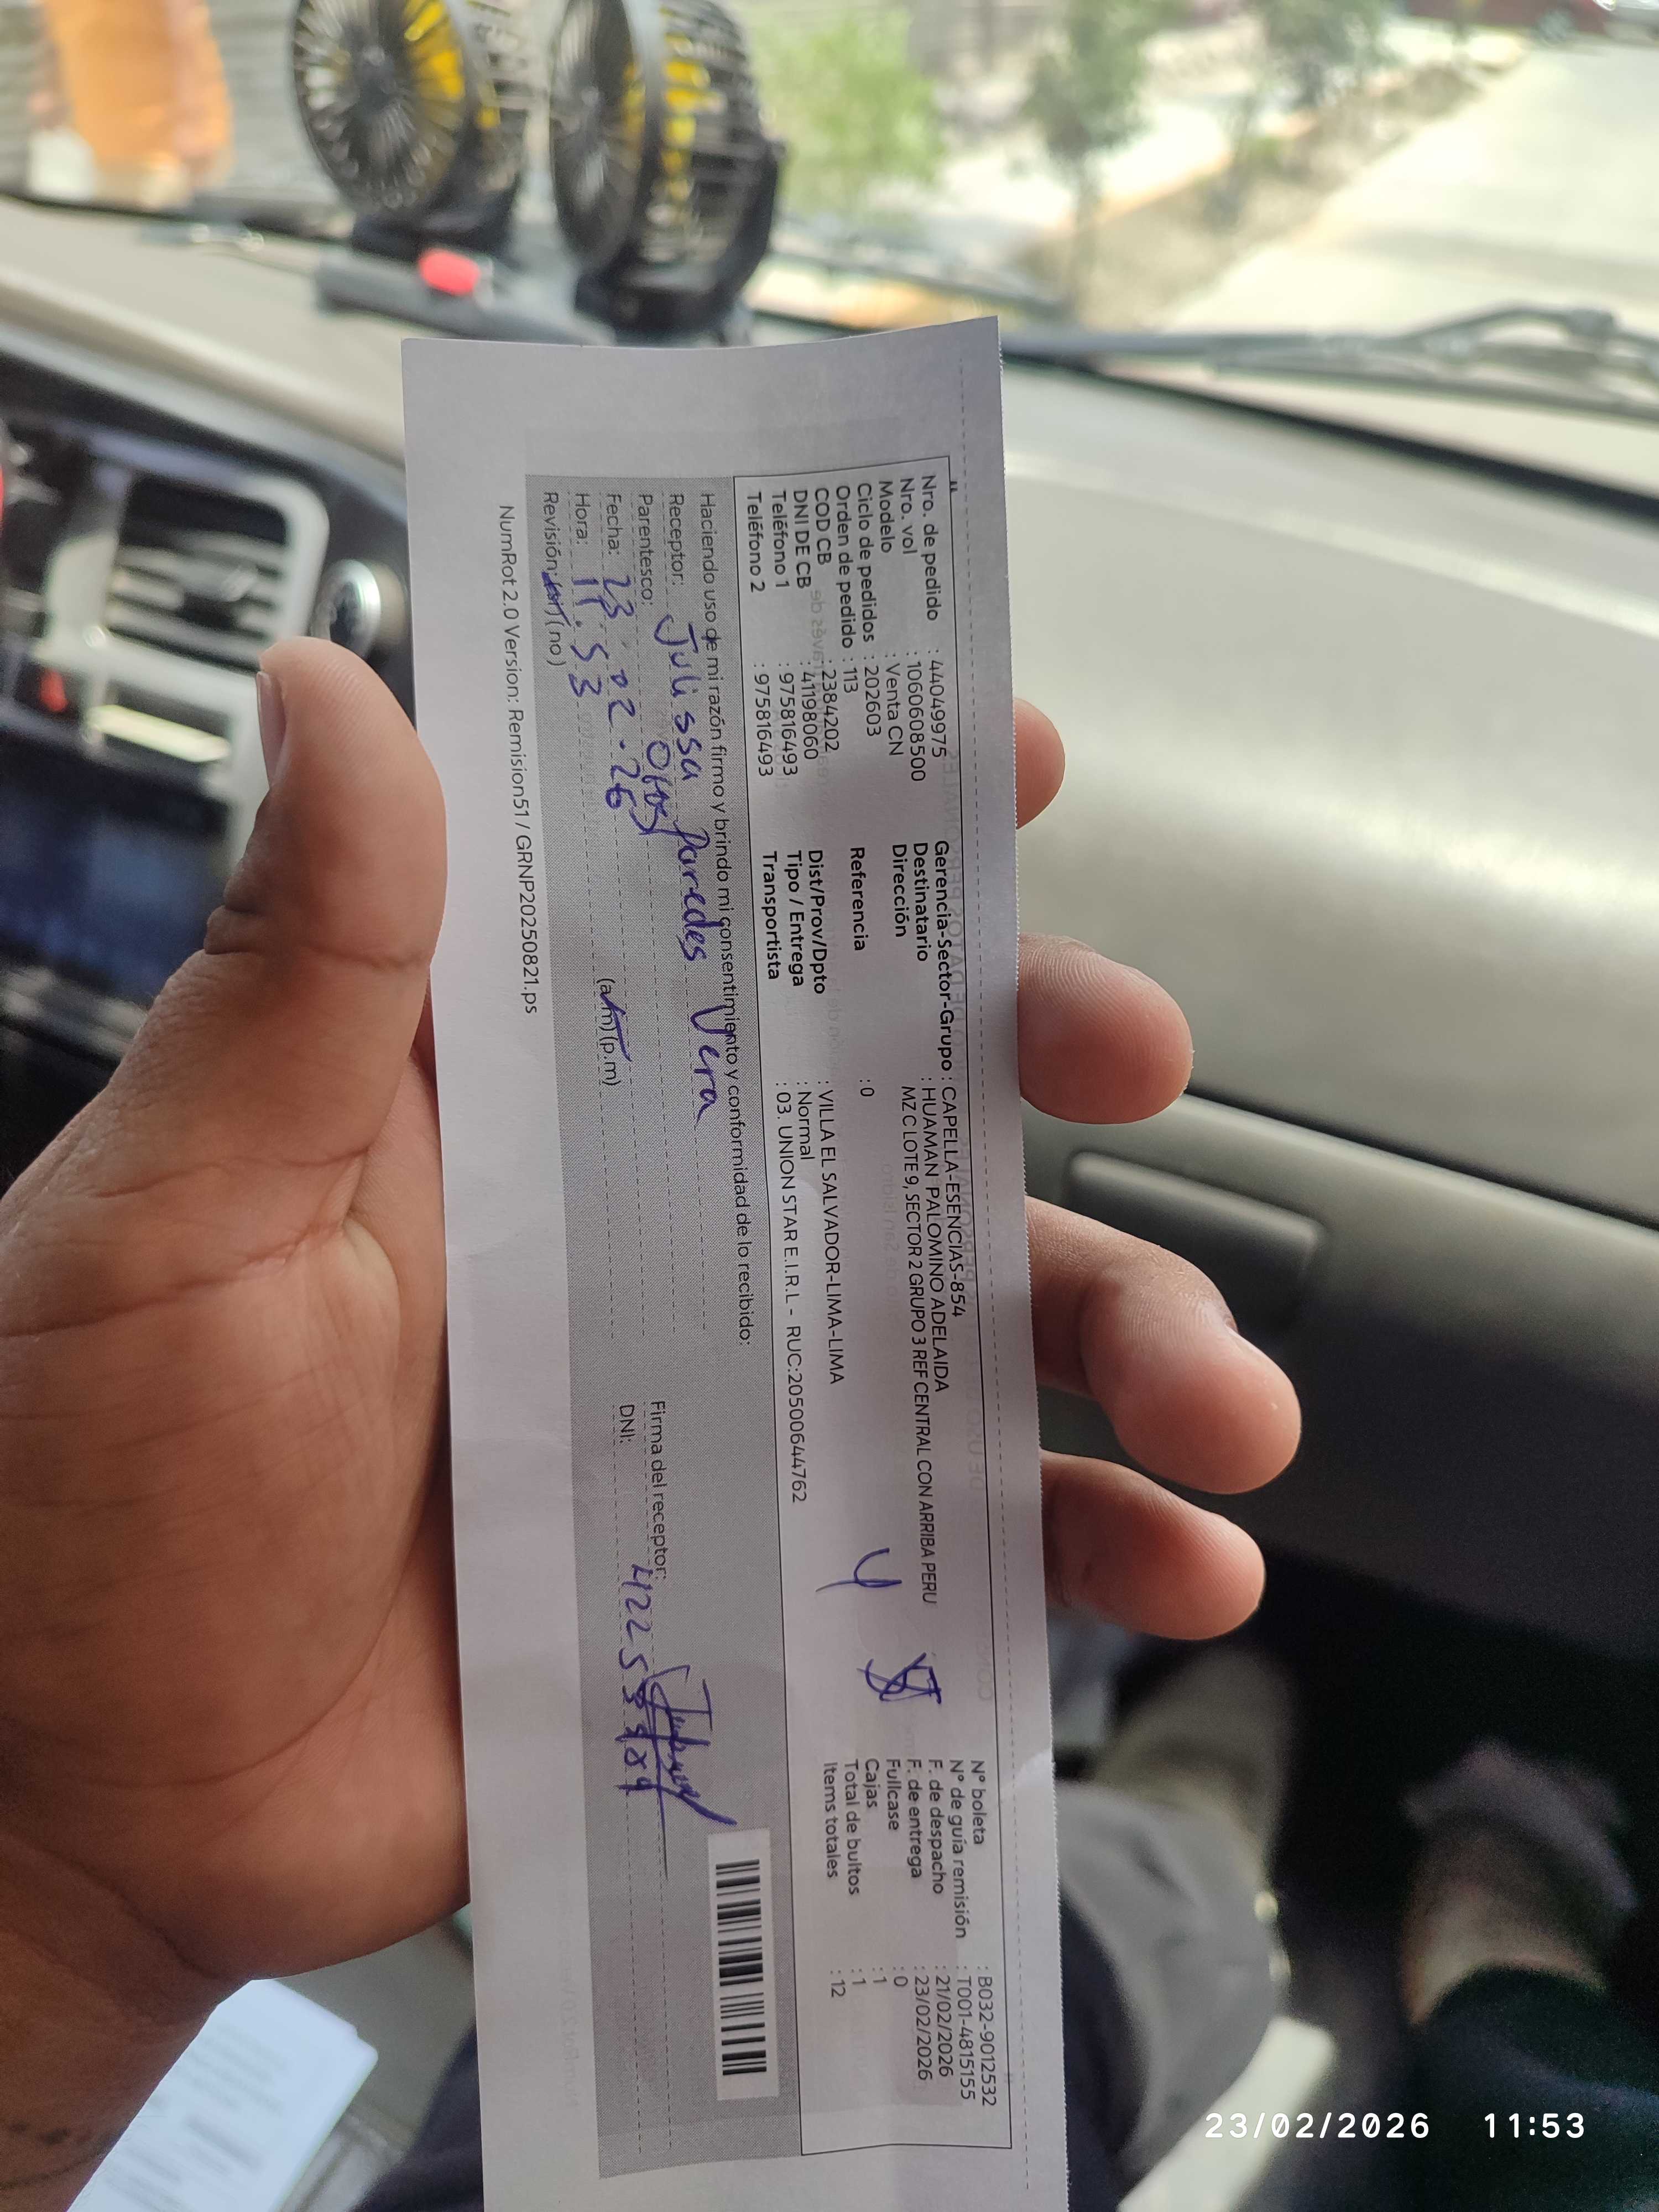 Nro. de pedido : 44049975
Nro. vol : 1060608500
Modelo : Venta CN
Ciclo de pedidos : 202603
Orden de pedido : 113
COD CB : 2384202
DNI DE CB : 41198060
Teléfono 1 : 975816493
Teléfono 2 : 975816493
Gerencia-Sector-Grupo : CAPELLA-ESENCIAS-854
Destinatario : HUAMAN PALOMINO ADELAIDA
Dirección MZ C LOTE 9, SECTOR 2 GRUPO 3 REF CENTRAL CON ARRIBA PERU
Referencia : 0
Dist/Prov/Dpto : VILLA EL SALVADOR-LIMA-LIMA
Tipo / Entrega : Normal
Transportista : 03. UNION STAR E.I.R.L - RUC:20500644762
N° boleta : B032-9012532
N° de guía remisión : T001-4815155
F. de despacho : 21/02/2026
F. de entrega : 23/02/2026
Fullcase : 0
Cajas : 1
Total de bultos : 1
Items totales : 12
Haciendo uso de mi razón firmo y brindo mi consentimiento y conformidad de lo recibido:
Receptor: Julissa Paredes Vera
Parentesco:
Fecha: 23.02.26
Hora: 11.53 (a.m) (p.m)
Revisión: (si) (no)
Firma del receptor:
DNI:
NumRot 2.0 Version: Remision51 / GRNP20250821.ps
23/02/2026 11:53